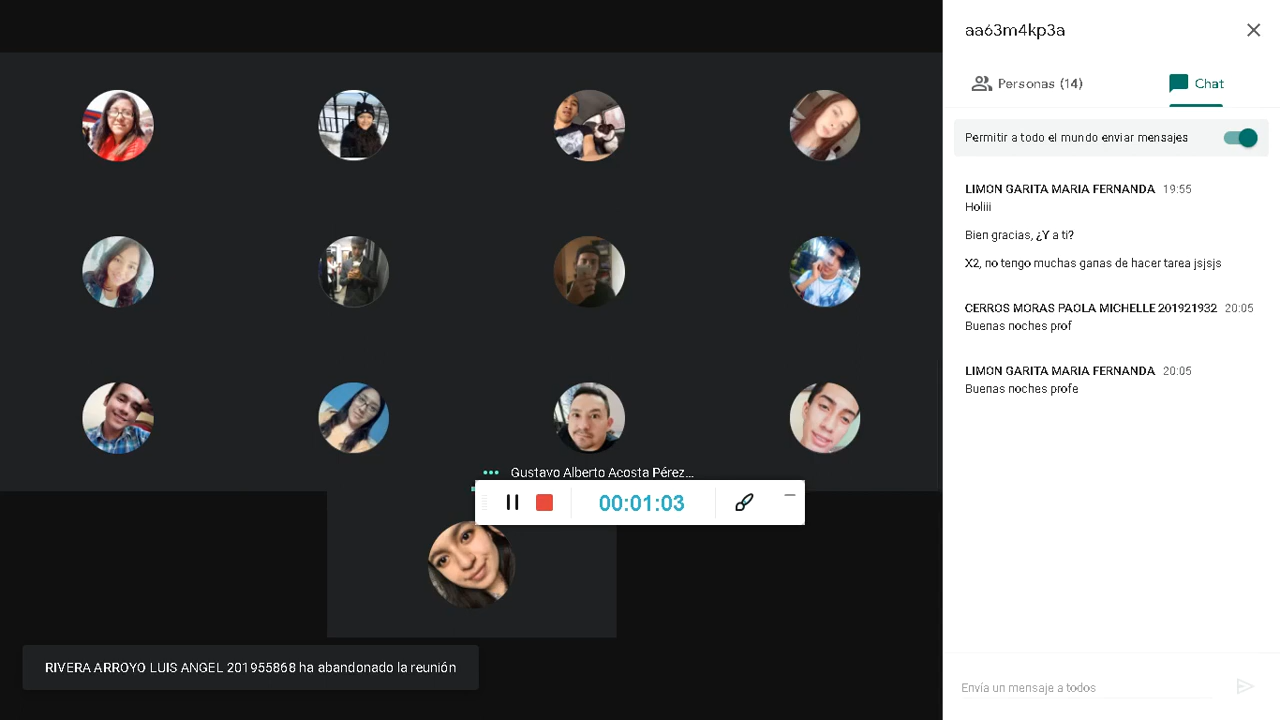 Gustavo Alberto Acosta Pérez...
00:01:03
RIVERA ARROYO LUIS ANGEL 201955868 ha abandonado la reunión
aa63m4kp3a
Personas (14)
Chat
Permitir a todo el mundo enviar mensajes
LIMON GARITA MARIA FERNANDA 19:55
Holiii
Bien gracias, ¿Y a ti?
X2, no tengo muchas ganas de hacer tarea jsjsjs
CERROS MORAS PAOLA MICHELLE 201921932 20:05
Buenas noches prof
LIMON GARITA MARIA FERNANDA 20:05
Buenas noches profe
Envía un mensaje a todos